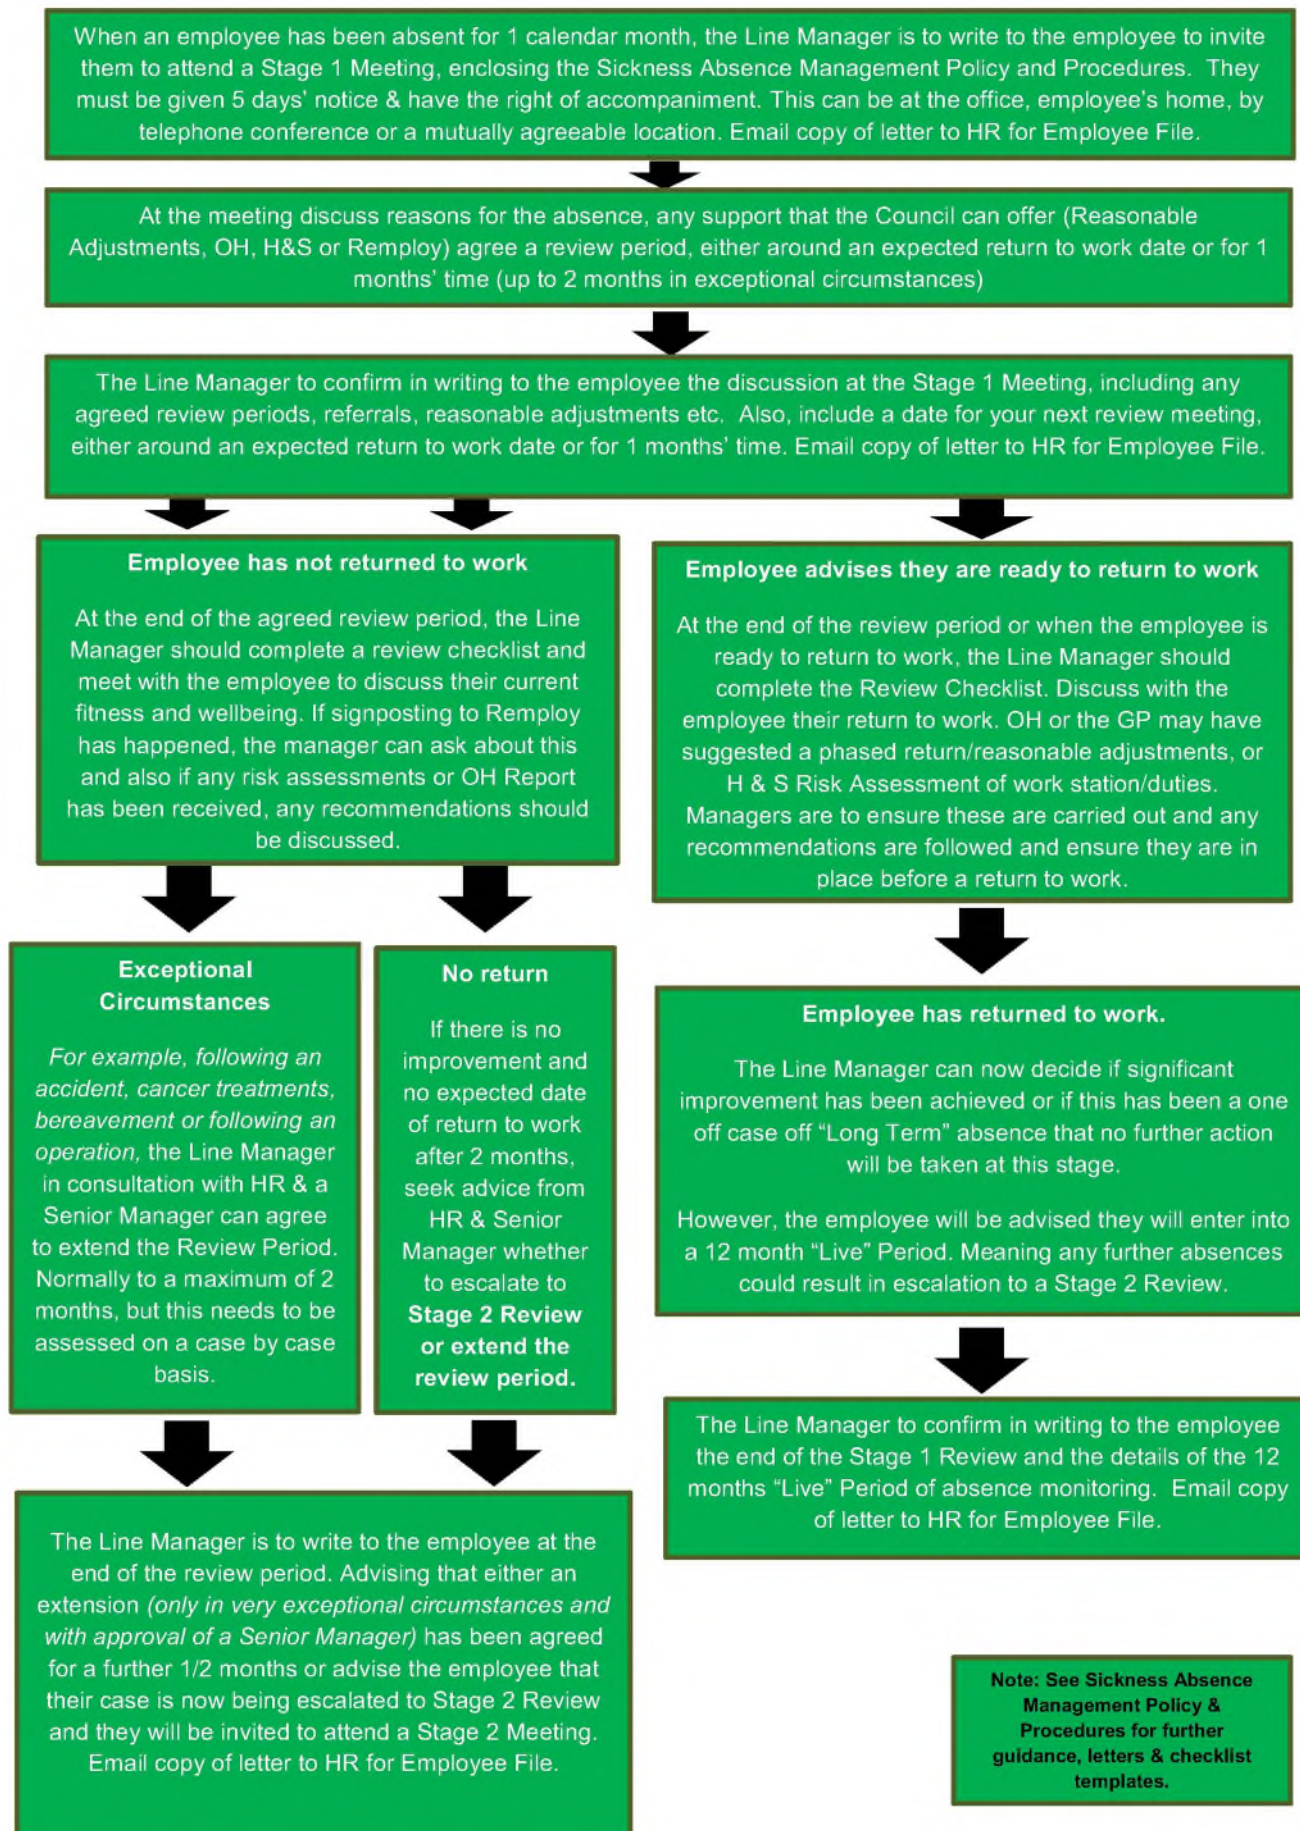 When an employee has been absent for 1 calendar month, the Line Manager is to write to the employee to invite
them to attend a Stage 1 Meeting, enclosing the Sickness Absence Management Policy and Procedures. They
must be given 5 days' notice & have the right of accompaniment. This can be at the office, employee's home, by
telephone conference or a mutually agreeable location. Email copy of letter to HR for Employee File.
At the meeting discuss reasons for the absence, any support that the Council can offer (Reasonable
Adjustments, OH, H&S or Remploy) agree a review period, either around an expected return to work date or for 1
months' time (up to 2 months in exceptional circumstances)
The Line Manager to confirm in writing to the employee the discussion at the Stage 1 Meeting, including any
agreed review periods, referrals, reasonable adjustments etc. Also, include a date for your next review meeting,
either around an expected return to work date or for 1 months' time. Email copy of letter to HR for Employee File.
Employee has not returned to work
At the end of the agreed review period, the Line
Manager should complete a review checklist and
meet with the employee to discuss their current
fitness and wellbeing. If signposting to Remploy
has happened, the manager can ask about this
and also if any risk assessments or OH Report
has been received, any recommendations should
be discussed.
Employee advises they are ready to return to work
At the end of the review period or when the employee is
ready to return to work, the Line Manager should
complete the Review Checklist. Discuss with the
employee their return to work. OH or the GP may have
suggested a phased return/reasonable adjustments, or
H & S Risk Assessment of work station/duties.
Managers are to ensure these are carried out and any
recommendations are followed and ensure they are in
place before a return to work.
Exceptional
Circumstances
For example, following an
accident, cancer treatments,
bereavement or following an
operation, the Line Manager
in consultation with HR & a
Senior Manager can agree
to extend the Review Period.
Normally to a maximum of 2
months, but this needs to be
assessed on a case by case
basis.
No return
If there is no
improvement and
no expected date
of return to work
after 2 months,
seek advice from
HR & Senior
Manager whether
to escalate to
Stage 2 Review
or extend the
review period.
Employee has returned to work.
The Line Manager can now decide if significant
improvement has been achieved or if this has been a one
off case off "Long Term" absence that no further action
will be taken at this stage.
However, the employee will be advised they will enter into
a 12 month "Live" Period. Meaning any further absences
could result in escalation to a Stage 2 Review.
The Line Manager to confirm in writing to the employee
the end of the Stage 1 Review and the details of the 12
months "Live" Period of absence monitoring. Email copy
of letter to HR for Employee File.
The Line Manager is to write to the employee at the
end of the review period. Advising that either an
extension (only in very exceptional circumstances and
with approval of a Senior Manager) has been agreed
for a further 1/2 months or advise the employee that
their case is now being escalated to Stage 2 Review
and they will be invited to attend a Stage 2 Meeting.
Email copy of letter to HR for Employee File.
Note: See Sickness Absence
Management Policy &
Procedures for further
guidance, letters & checklist
templates.